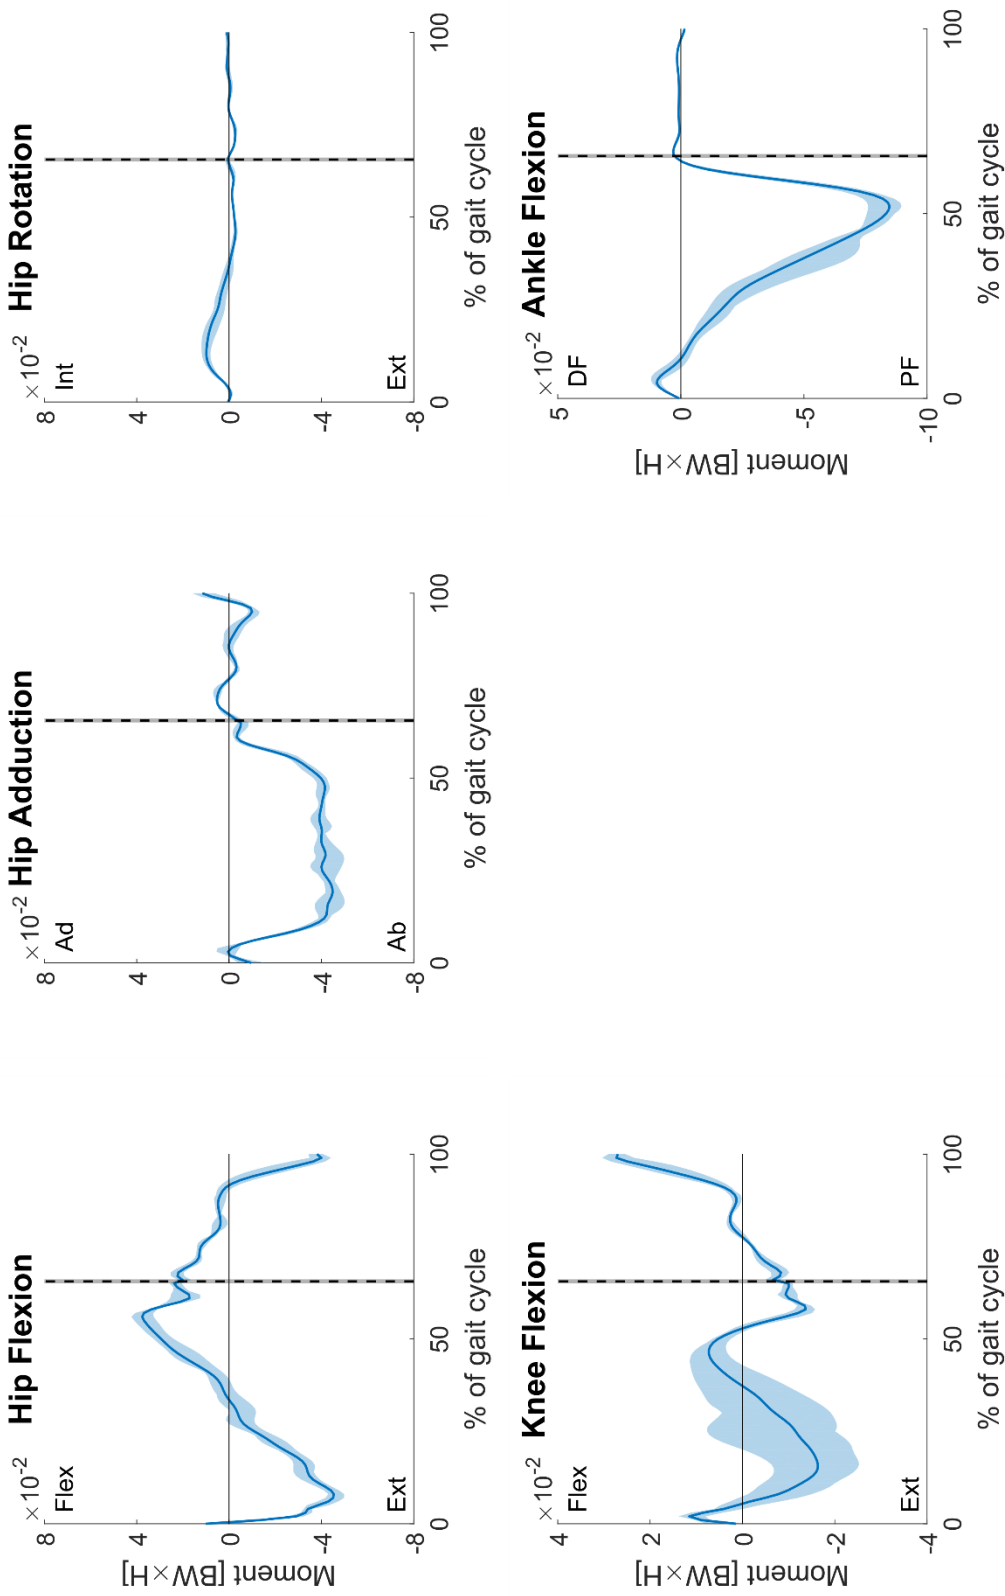 ×10⁻² Hip Flexion
Flex
8
4
0
-4
-8
Ext
0
50
100
% of gait cycle
Moment [BW×H]
×10⁻² Hip Adduction
Ad
8
4
0
-4
-8
Ab
0
50
100
% of gait cycle
×10⁻² Hip Rotation
Int
8
4
0
-4
-8
Ext
0
50
100
% of gait cycle
×10⁻² Knee Flexion
Flex
4
2
0
-2
-4
Ext
0
50
100
% of gait cycle
Moment [BW×H]
×10⁻² Ankle Flexion
DF
5
0
-5
-10
PF
0
50
100
% of gait cycle
Moment [BW×H]